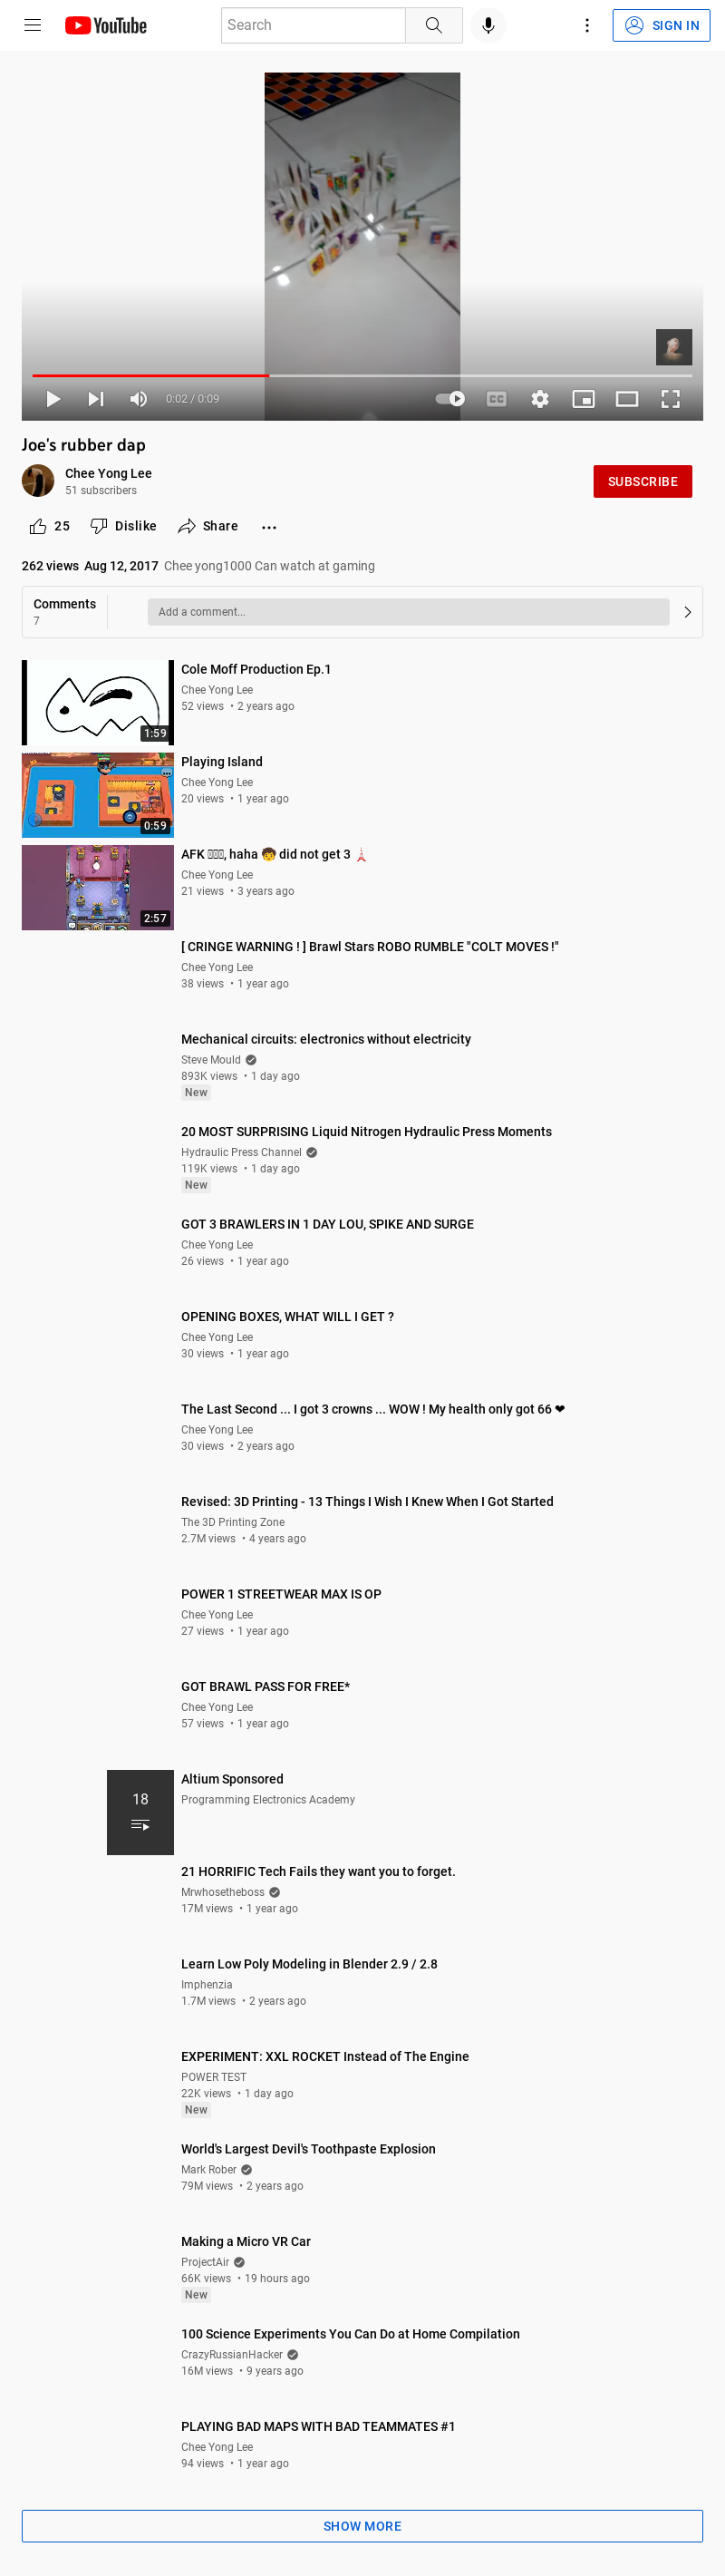 YouTube
Search
SIGN IN
0:02 / 0:09
CC
Joe's rubber dap
Chee Yong Lee
51 subscribers
SUBSCRIBE
25 Dislike Share
262 views Aug 12, 2017 Chee yong1000 Can watch at gaming
Comments
7
Add a comment...
Cole Moff Production Ep.1
Chee Yong Lee
52 views • 2 years ago
1:59
Playing Island
Chee Yong Lee
20 views • 1 year ago
0:59
AFK , haha 🧒 did not get 3 🗼
Chee Yong Lee
21 views • 3 years ago
2:57
[ CRINGE WARNING ! ] Brawl Stars ROBO RUMBLE "COLT MOVES !"
Chee Yong Lee
38 views • 1 year ago
Mechanical circuits: electronics without electricity
Steve Mould
893K views • 1 day ago
New
20 MOST SURPRISING Liquid Nitrogen Hydraulic Press Moments
Hydraulic Press Channel
119K views • 1 day ago
New
GOT 3 BRAWLERS IN 1 DAY LOU, SPIKE AND SURGE
Chee Yong Lee
26 views • 1 year ago
OPENING BOXES, WHAT WILL I GET ?
Chee Yong Lee
30 views • 1 year ago
The Last Second ... I got 3 crowns ... WOW ! My health only got 66 ❤
Chee Yong Lee
30 views • 2 years ago
Revised: 3D Printing - 13 Things I Wish I Knew When I Got Started
The 3D Printing Zone
2.7M views • 4 years ago
POWER 1 STREETWEAR MAX IS OP
Chee Yong Lee
27 views • 1 year ago
GOT BRAWL PASS FOR FREE*
Chee Yong Lee
57 views • 1 year ago
18
Altium Sponsored
Programming Electronics Academy
21 HORRIFIC Tech Fails they want you to forget.
Mrwhosetheboss
17M views • 1 year ago
Learn Low Poly Modeling in Blender 2.9 / 2.8
Imphenzia
1.7M views • 2 years ago
EXPERIMENT: XXL ROCKET Instead of The Engine
POWER TEST
22K views • 1 day ago
New
World's Largest Devil's Toothpaste Explosion
Mark Rober
79M views • 2 years ago
Making a Micro VR Car
ProjectAir
66K views • 19 hours ago
New
100 Science Experiments You Can Do at Home Compilation
CrazyRussianHacker
16M views • 9 years ago
PLAYING BAD MAPS WITH BAD TEAMMATES #1
Chee Yong Lee
94 views • 1 year ago
SHOW MORE